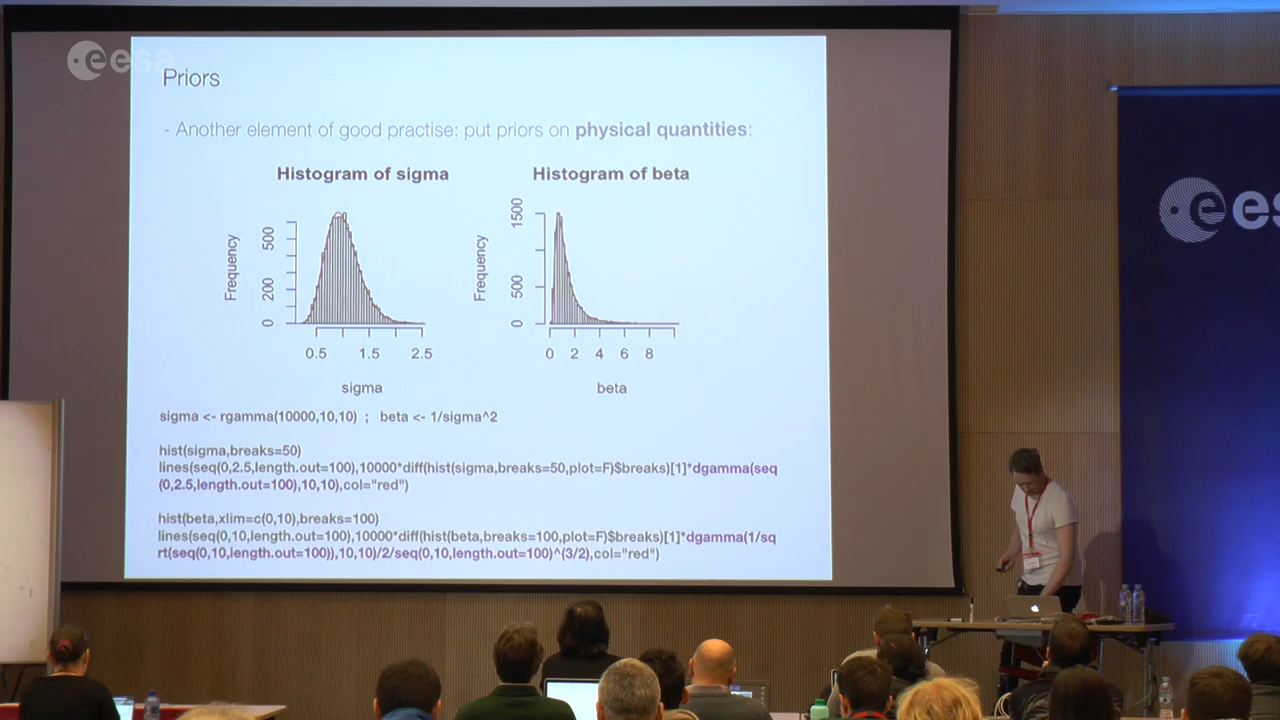 esa
Priors
- Another element of good practise: put priors on physical quantities:
Histogram of sigma
Histogram of beta
Frequency
200
500
0
0.5
1.5
2.5
sigma
Frequency
0
500
1500
0
2
4
6
8
beta
sigma <- rgamma(10000,10,10) ; beta <- 1/sigma^2
hist(sigma,breaks=50)
lines(seq(0,2.5,length.out=100),10000*diff(hist(sigma,breaks=50,plot=F)$breaks)[1]*dgamma(seq
(0,2.5,length.out=100),10,10),col="red")
hist(beta,xlim=c(0,10),breaks=100)
lines(seq(0,10,length.out=100),10000*diff(hist(beta,breaks=100,plot=F)$breaks)[1]*dgamma(1/sq
rt(seq(0,10,length.out=100)),10,10)/2/seq(0,10,length.out=100)^(3/2),col="red")